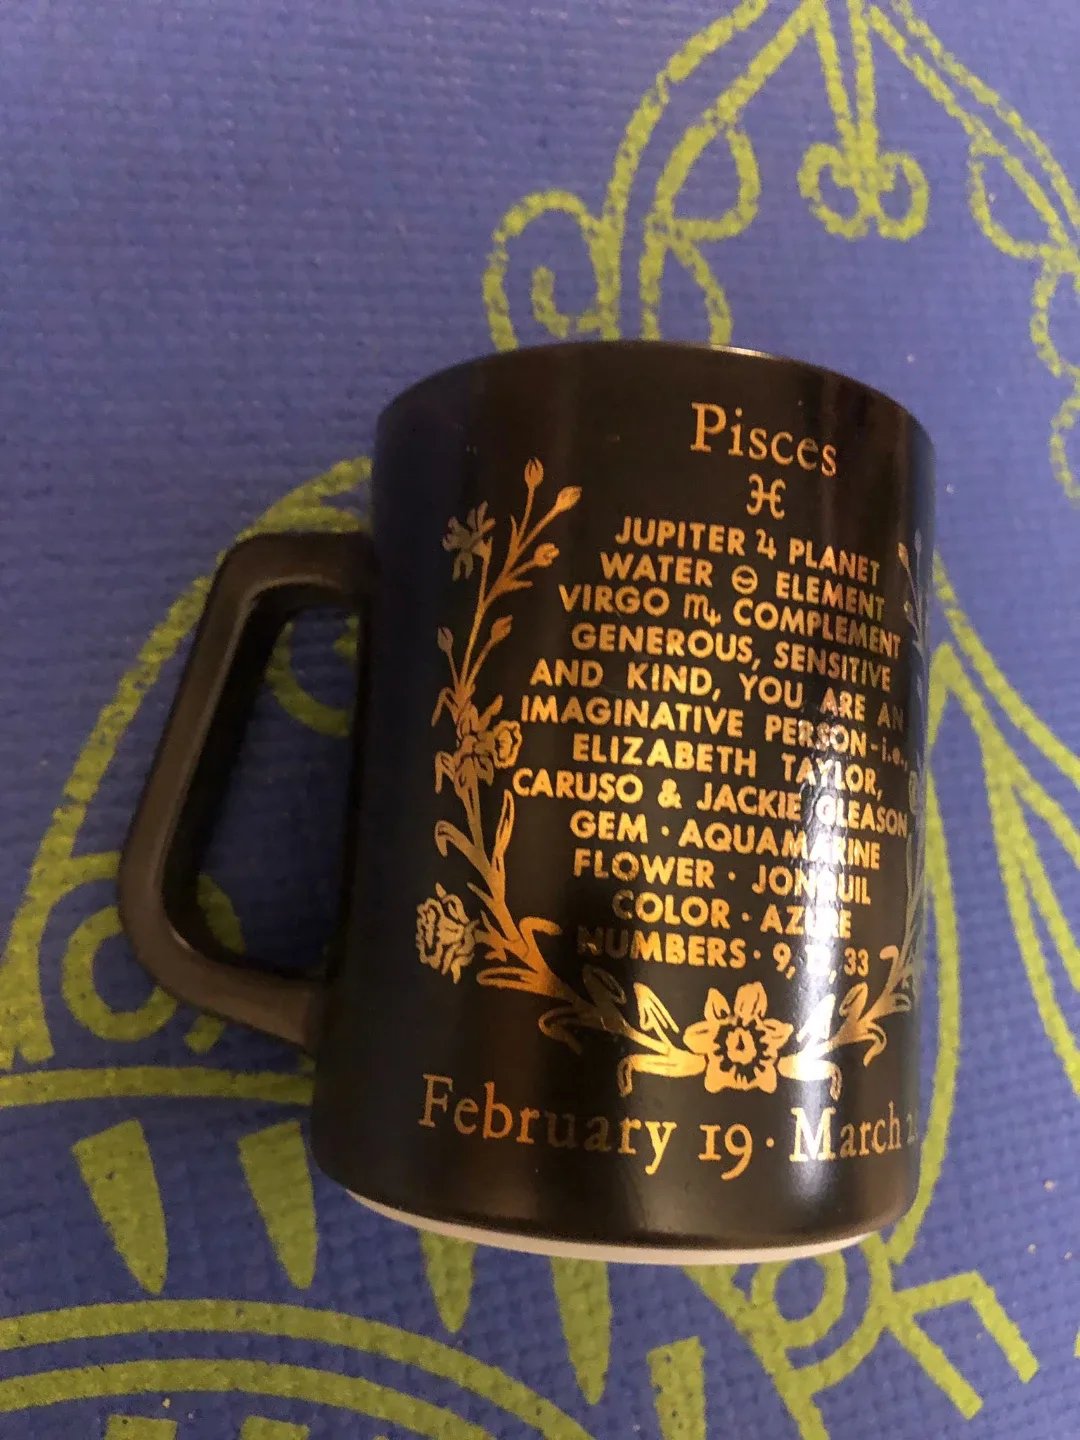 Pisces
♓
JUPITER ♃ PLANET
WATER ⊖ ELEMENT
VIRGO ♍ COMPLEMENT
GENEROUS, SENSITIVE
AND KIND, YOU ARE AN
IMAGINATIVE PERSON-i.e.,
ELIZABETH TAYLOR,
CARUSO & JACKIE GLEASON
GEM · AQUAMARINE
FLOWER · JONQUIL
COLOR · AZURE
NUMBERS · 9, 33
February 19 · March